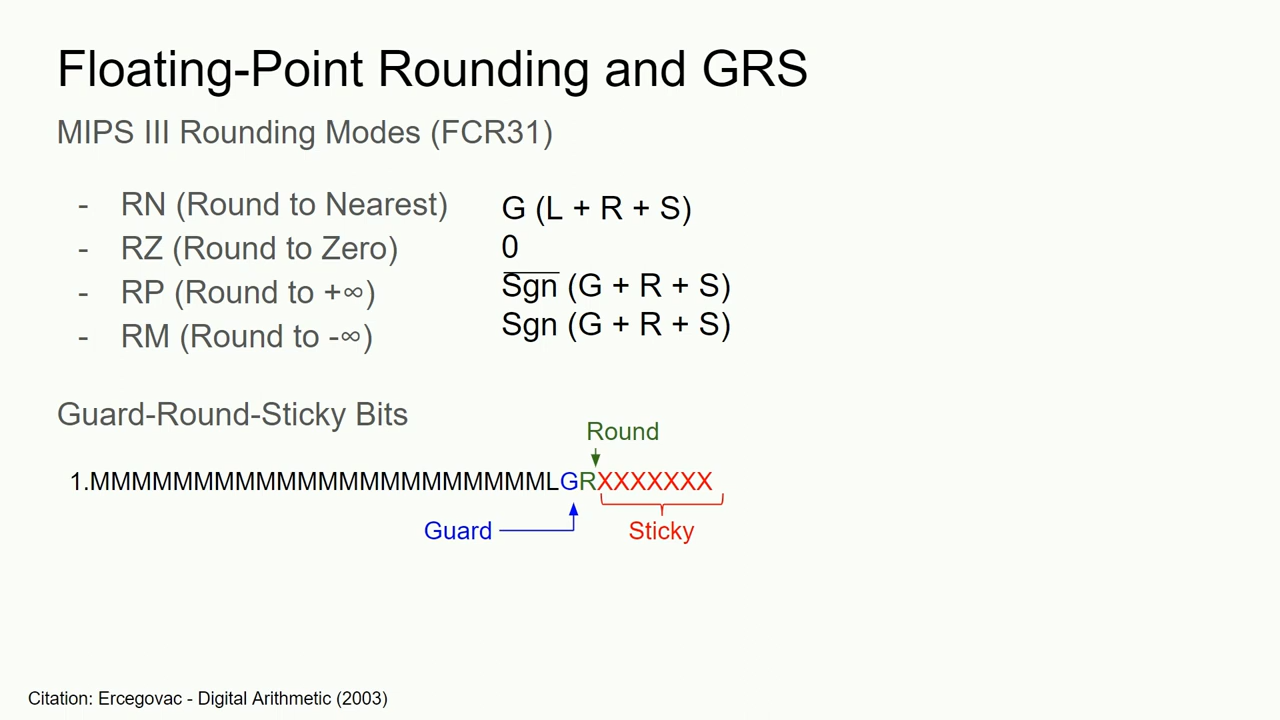 Floating-Point Rounding and GRS
MIPS III Rounding Modes (FCR31)
- RN (Round to Nearest) G (L + R + S)
- RZ (Round to Zero) 0
- RP (Round to +∞) S̅g̅n̅ (G + R + S)
- RM (Round to -∞) Sgn (G + R + S)
Guard-Round-Sticky Bits
Round
1.MMMMMMMMMMMMMMMMMMMMMMLGRXXXXXXX
Guard
Sticky
Citation: Ercegovac - Digital Arithmetic (2003)